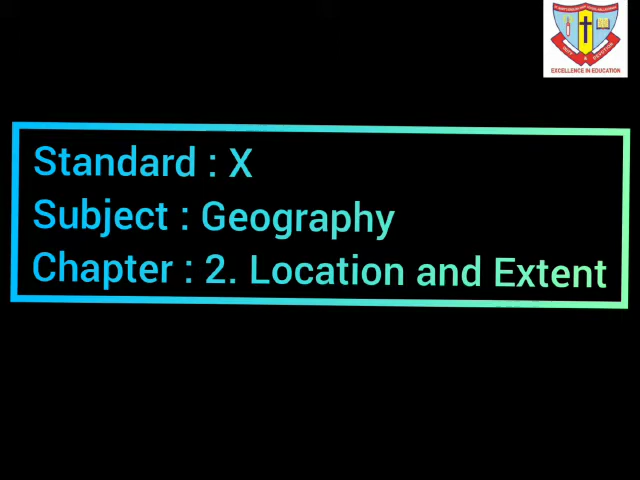 EXCELLENCE IN EDUCATION
Standard : X
Subject : Geography
Chapter : 2. Location and Extent